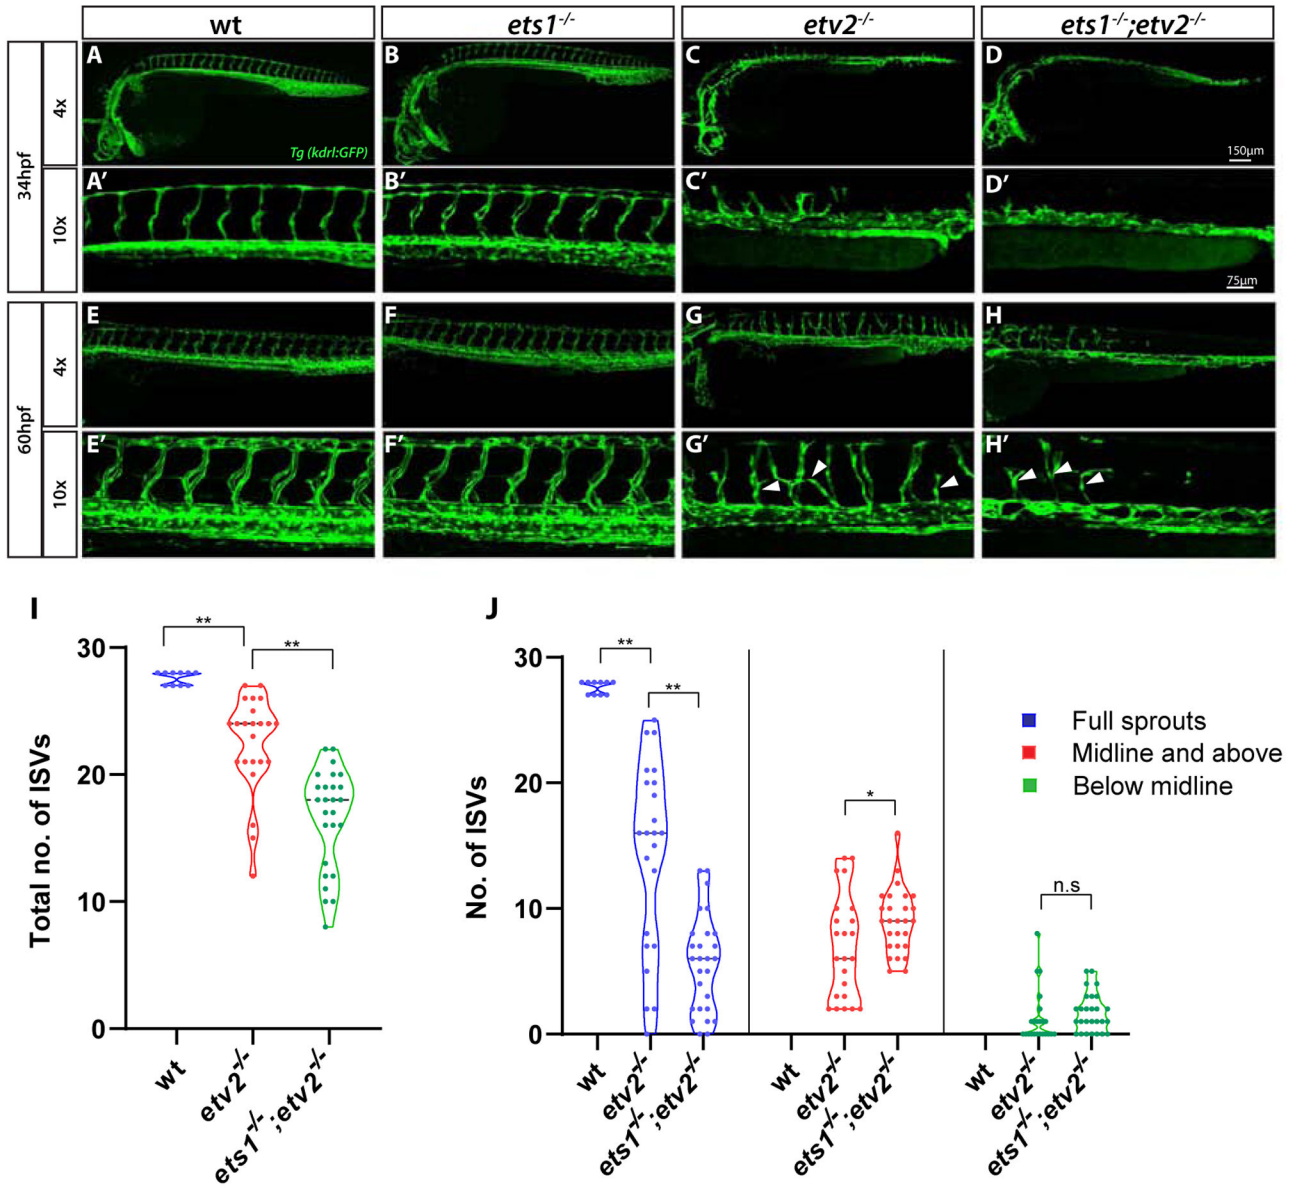 wt
ets1-/-
etv2-/-
ets1-/-;etv2-/-
34hpf
4x
A
B
C
D
Tg (kdrl:GFP)
150µm
10x
A′
B′
C′
D′
75µm
60hpf
4x
E
F
G
H
10x
E′
F′
G′
H′
I
Total no. of ISVs
30
20
10
0
**
**
wt
etv2-/-
ets1-/-;etv2-/-
J
No. of ISVs
30
20
10
0
**
**
*
n.s
wt
etv2-/-
ets1-/-;etv2-/-
wt
etv2-/-
ets1-/-;etv2-/-
wt
etv2-/-
ets1-/-;etv2-/-
Full sprouts
Midline and above
Below midline